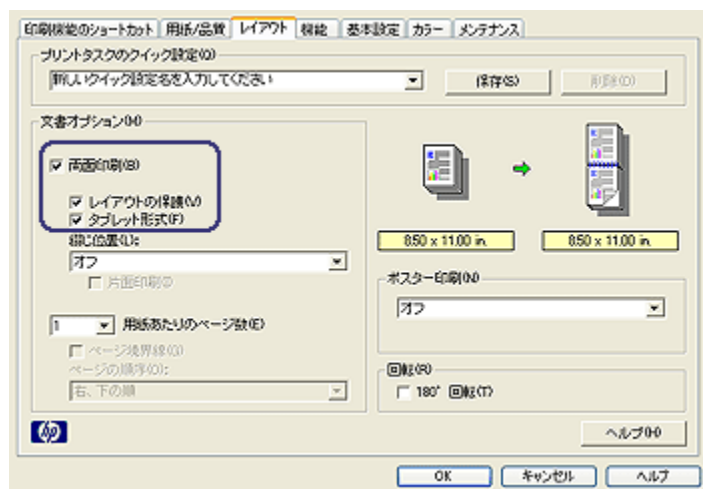 印刷機能のショートカット 用紙/品質 レイアウト 機能 基本設定 カラー メンテナンス
プリントタスクのクイック設定(Q)
新しいクイック設定名を入力してください 保存(S) 削除(D)
文書オプション(M)
両面印刷(B)
レイアウトの保護(V)
タブレット形式(F)
綴じ位置(L):
オフ
片面印刷(I)
1 用紙あたりのページ数(E)
ページ境界線(G)
ページの順序(O):
右、下の順
8.50 x 11.00 in. 8.50 x 11.00 in.
ポスター印刷(N)
オフ
回転(R)
180° 回転(T)
hp
ヘルプ(H)
OK キャンセル ヘルプ